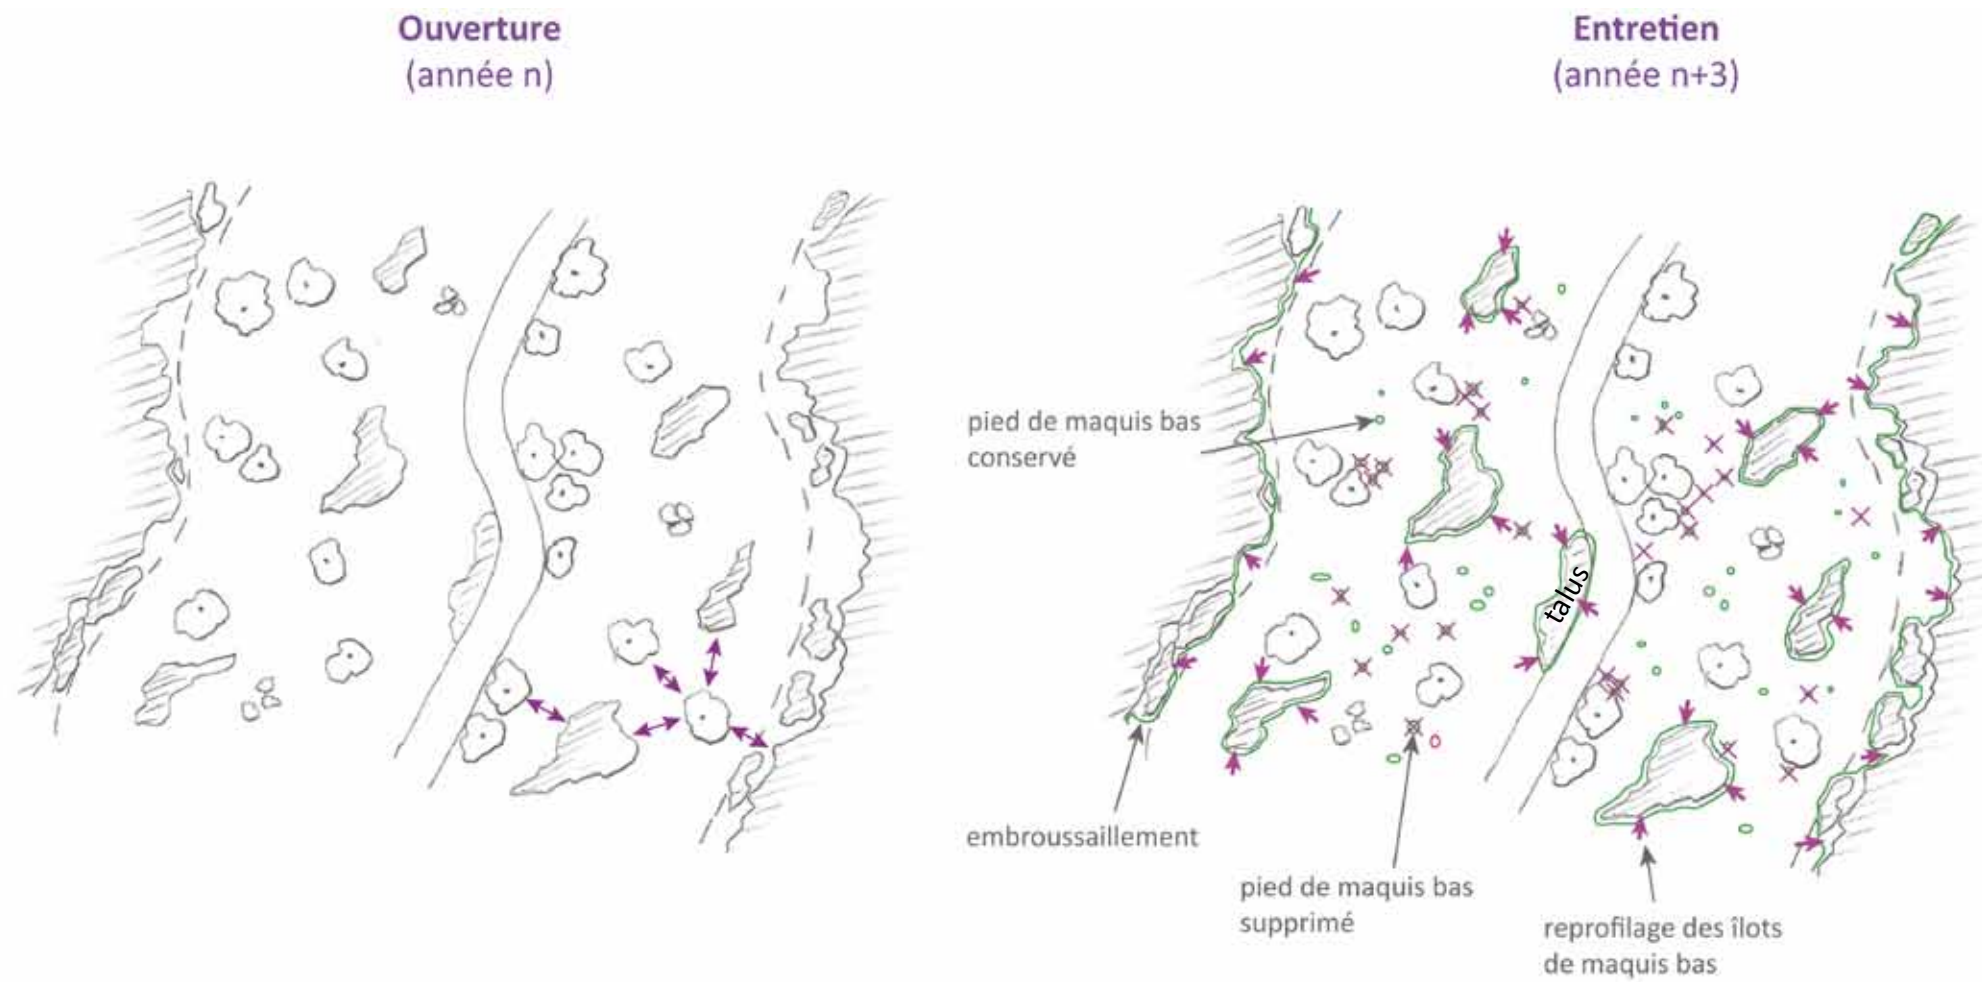 Ouverture
(année n)
Entretien
(année n+3)
pied de maquis bas
conservé
talus
embroussaillement
pied de maquis bas
supprimé
reprofilage des îlots
de maquis bas